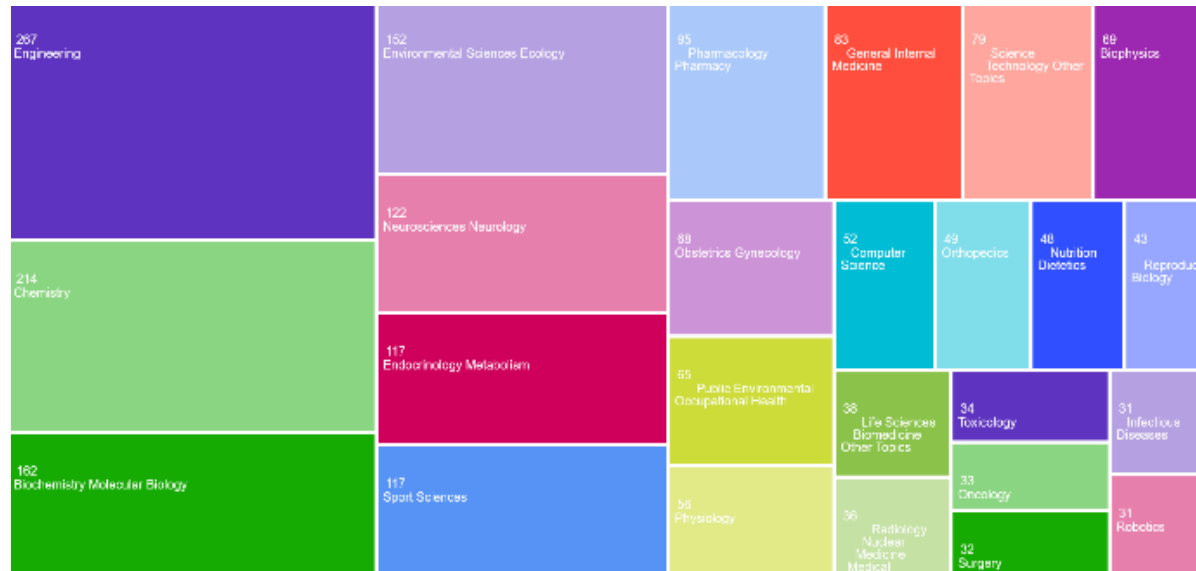 267
Engineering
214
Chemistry
162
Biochemistry Molecular Biology
152
Environmental Sciences Ecology
122
Neurosciences Neurology
117
Endocrinology Metabolism
117
Sport Sciences
95
Pharmacology
Pharmacy
83
General Internal
Medicine
79
Science
Technology Other
Topics
69
Biophysics
68
Obstetrics Gynecology
65
Public Environmental
Occupational Health
56
Physiology
52
Computer
Science
49
Orthopedics
48
Nutrition
Dietetics
43
Reproduc
Biology
38
Life Sciences
Biomedicine
Other Topics
36
Radiology
Nuclear
Medicine
Medical
34
Toxicology
33
Oncology
32
Surgery
31
Infectious
Diseases
31
Robotics